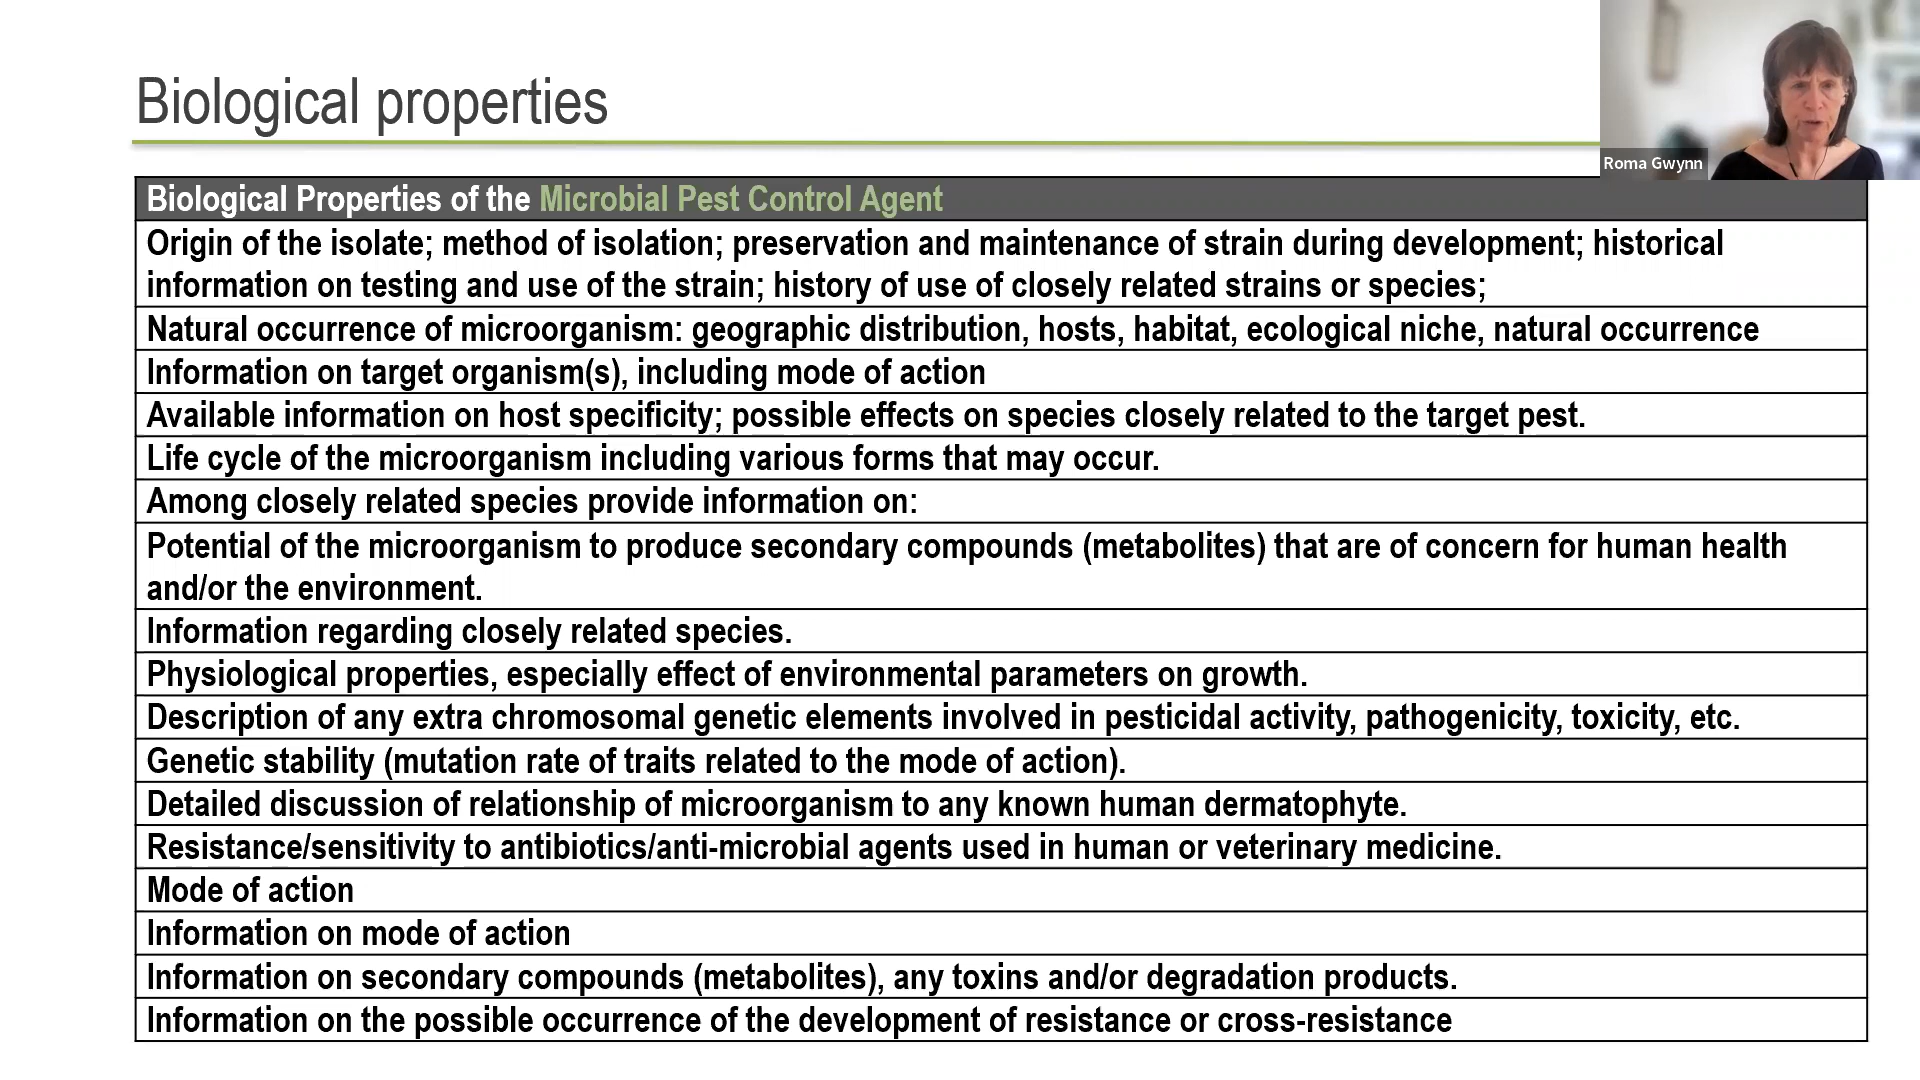 Biological properties
Roma Gwynn
Biological Properties of the Microbial Pest Control Agent
Origin of the isolate; method of isolation; preservation and maintenance of strain during development; historical
information on testing and use of the strain; history of use of closely related strains or species;
Natural occurrence of microorganism: geographic distribution, hosts, habitat, ecological niche, natural occurrence
Information on target organism(s), including mode of action
Available information on host specificity; possible effects on species closely related to the target pest.
Life cycle of the microorganism including various forms that may occur.
Among closely related species provide information on:
Potential of the microorganism to produce secondary compounds (metabolites) that are of concern for human health
and/or the environment.
Information regarding closely related species.
Physiological properties, especially effect of environmental parameters on growth.
Description of any extra chromosomal genetic elements involved in pesticidal activity, pathogenicity, toxicity, etc.
Genetic stability (mutation rate of traits related to the mode of action).
Detailed discussion of relationship of microorganism to any known human dermatophyte.
Resistance/sensitivity to antibiotics/anti-microbial agents used in human or veterinary medicine.
Mode of action
Information on mode of action
Information on secondary compounds (metabolites), any toxins and/or degradation products.
Information on the possible occurrence of the development of resistance or cross-resistance